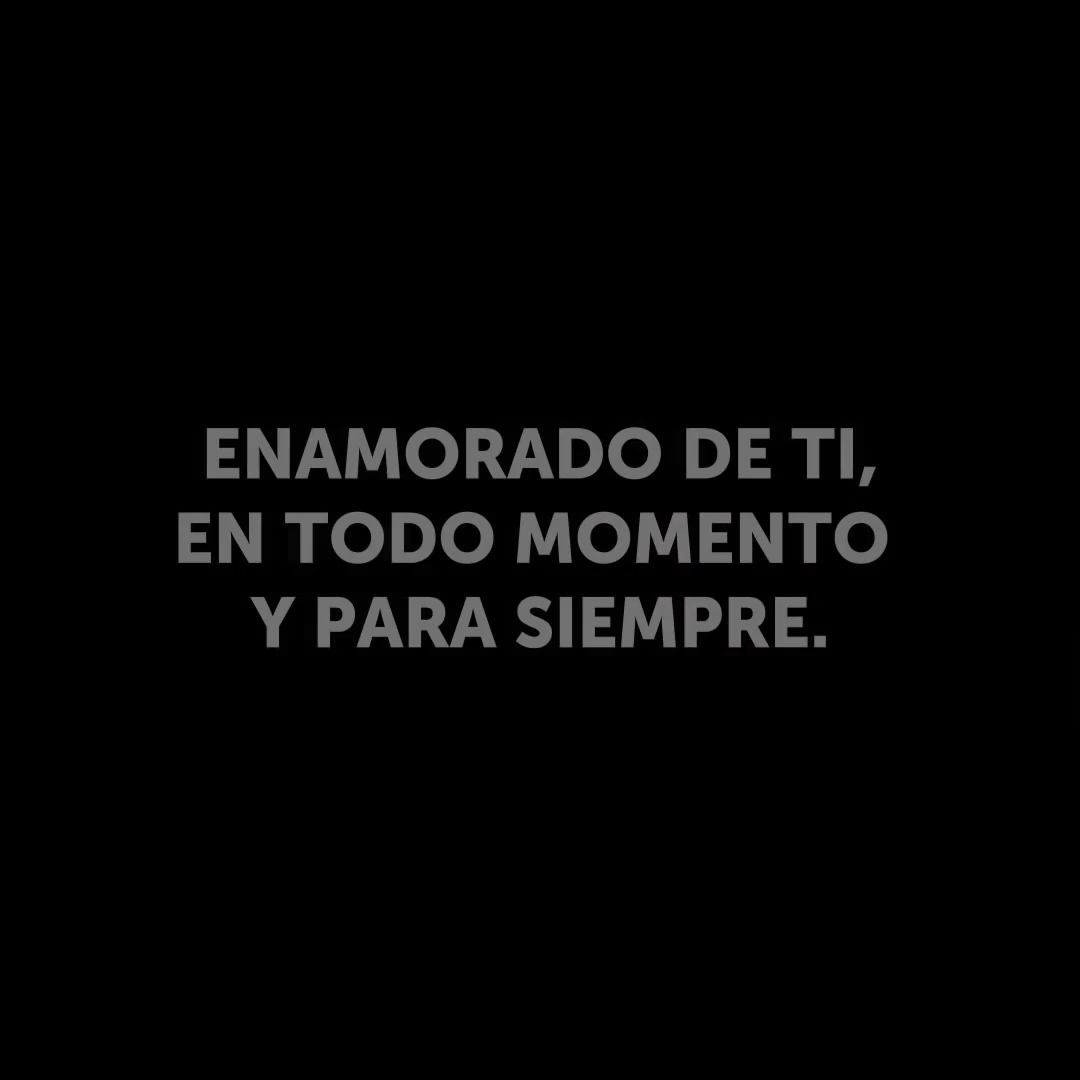 ENAMORADO DE TI,
EN TODO MOMENTO
Y PARA SIEMPRE.